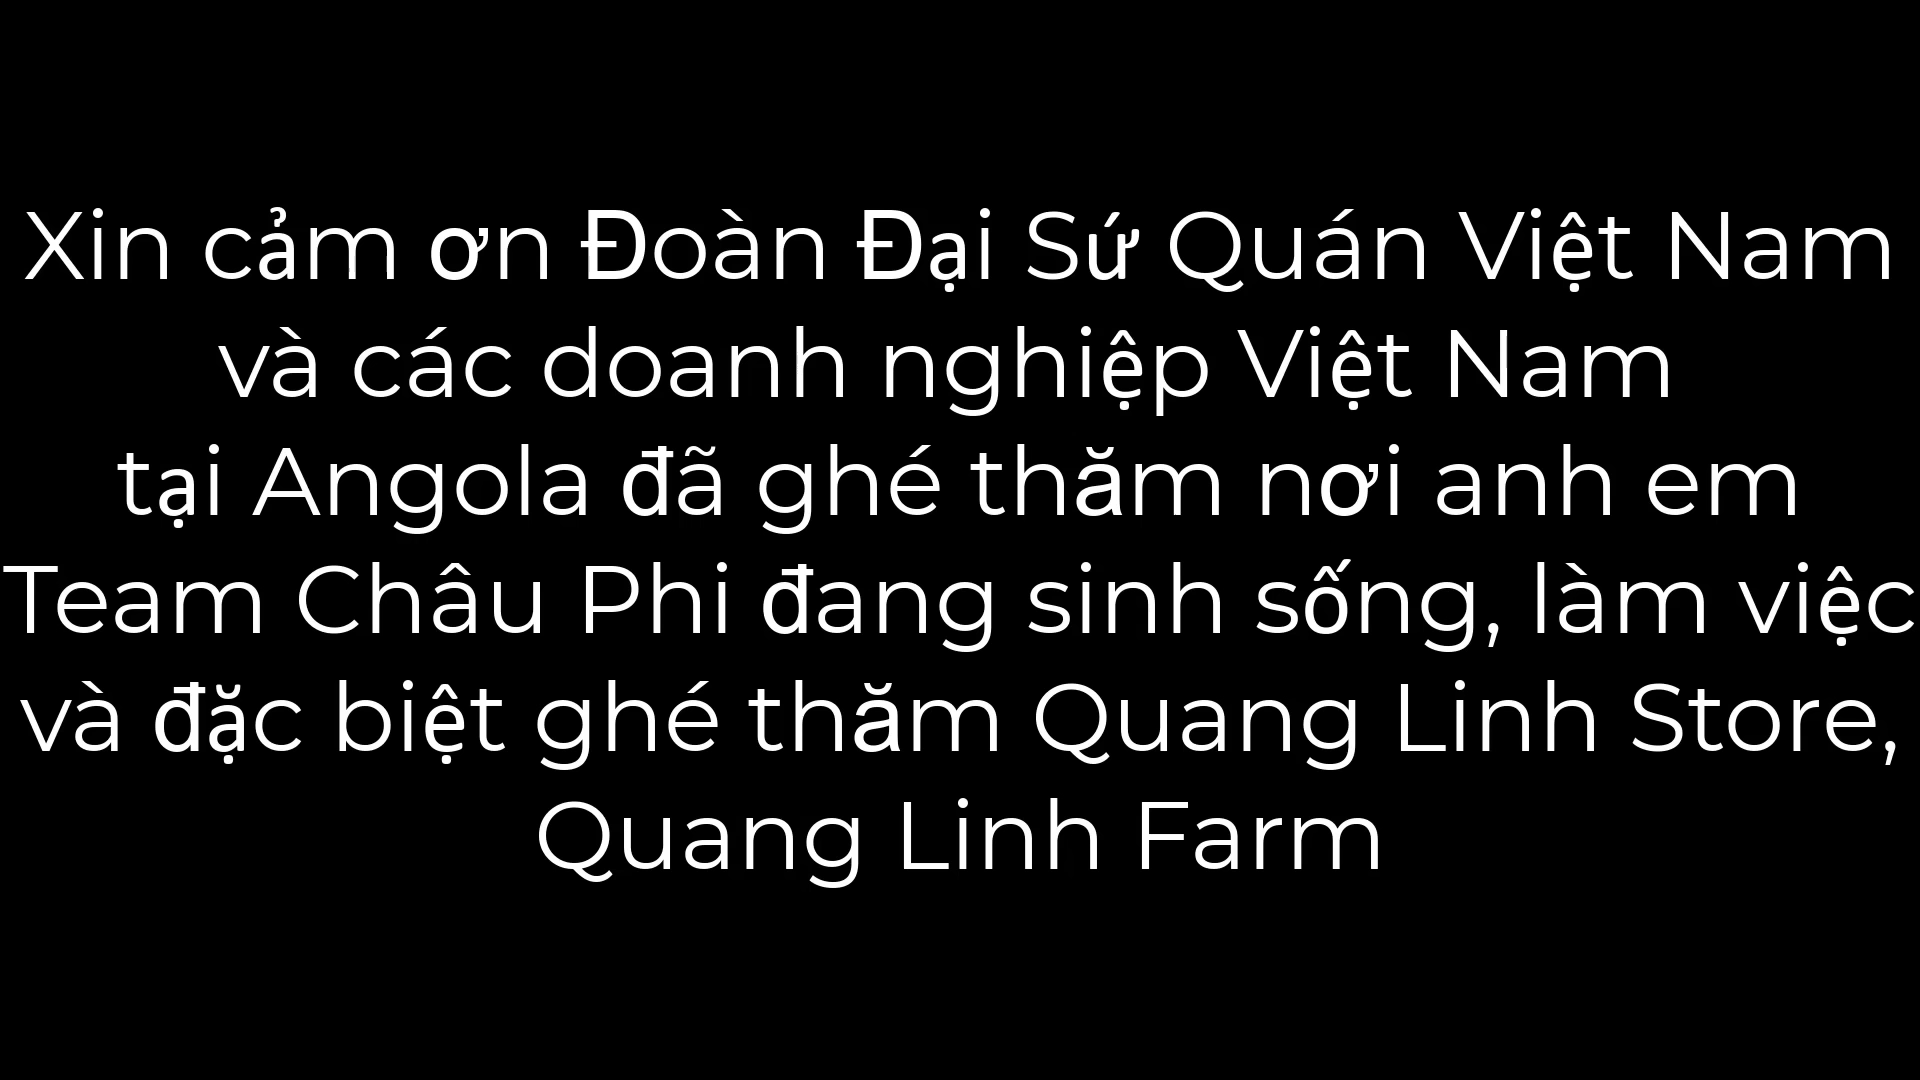 Xin cảm ơn Đoàn Đại Sứ Quán Việt Nam
và các doanh nghiệp Việt Nam
tại Angola đã ghé thăm nơi anh em
Team Châu Phi đang sinh sống, làm việc
và đặc biệt ghé thăm Quang Linh Store,
Quang Linh Farm